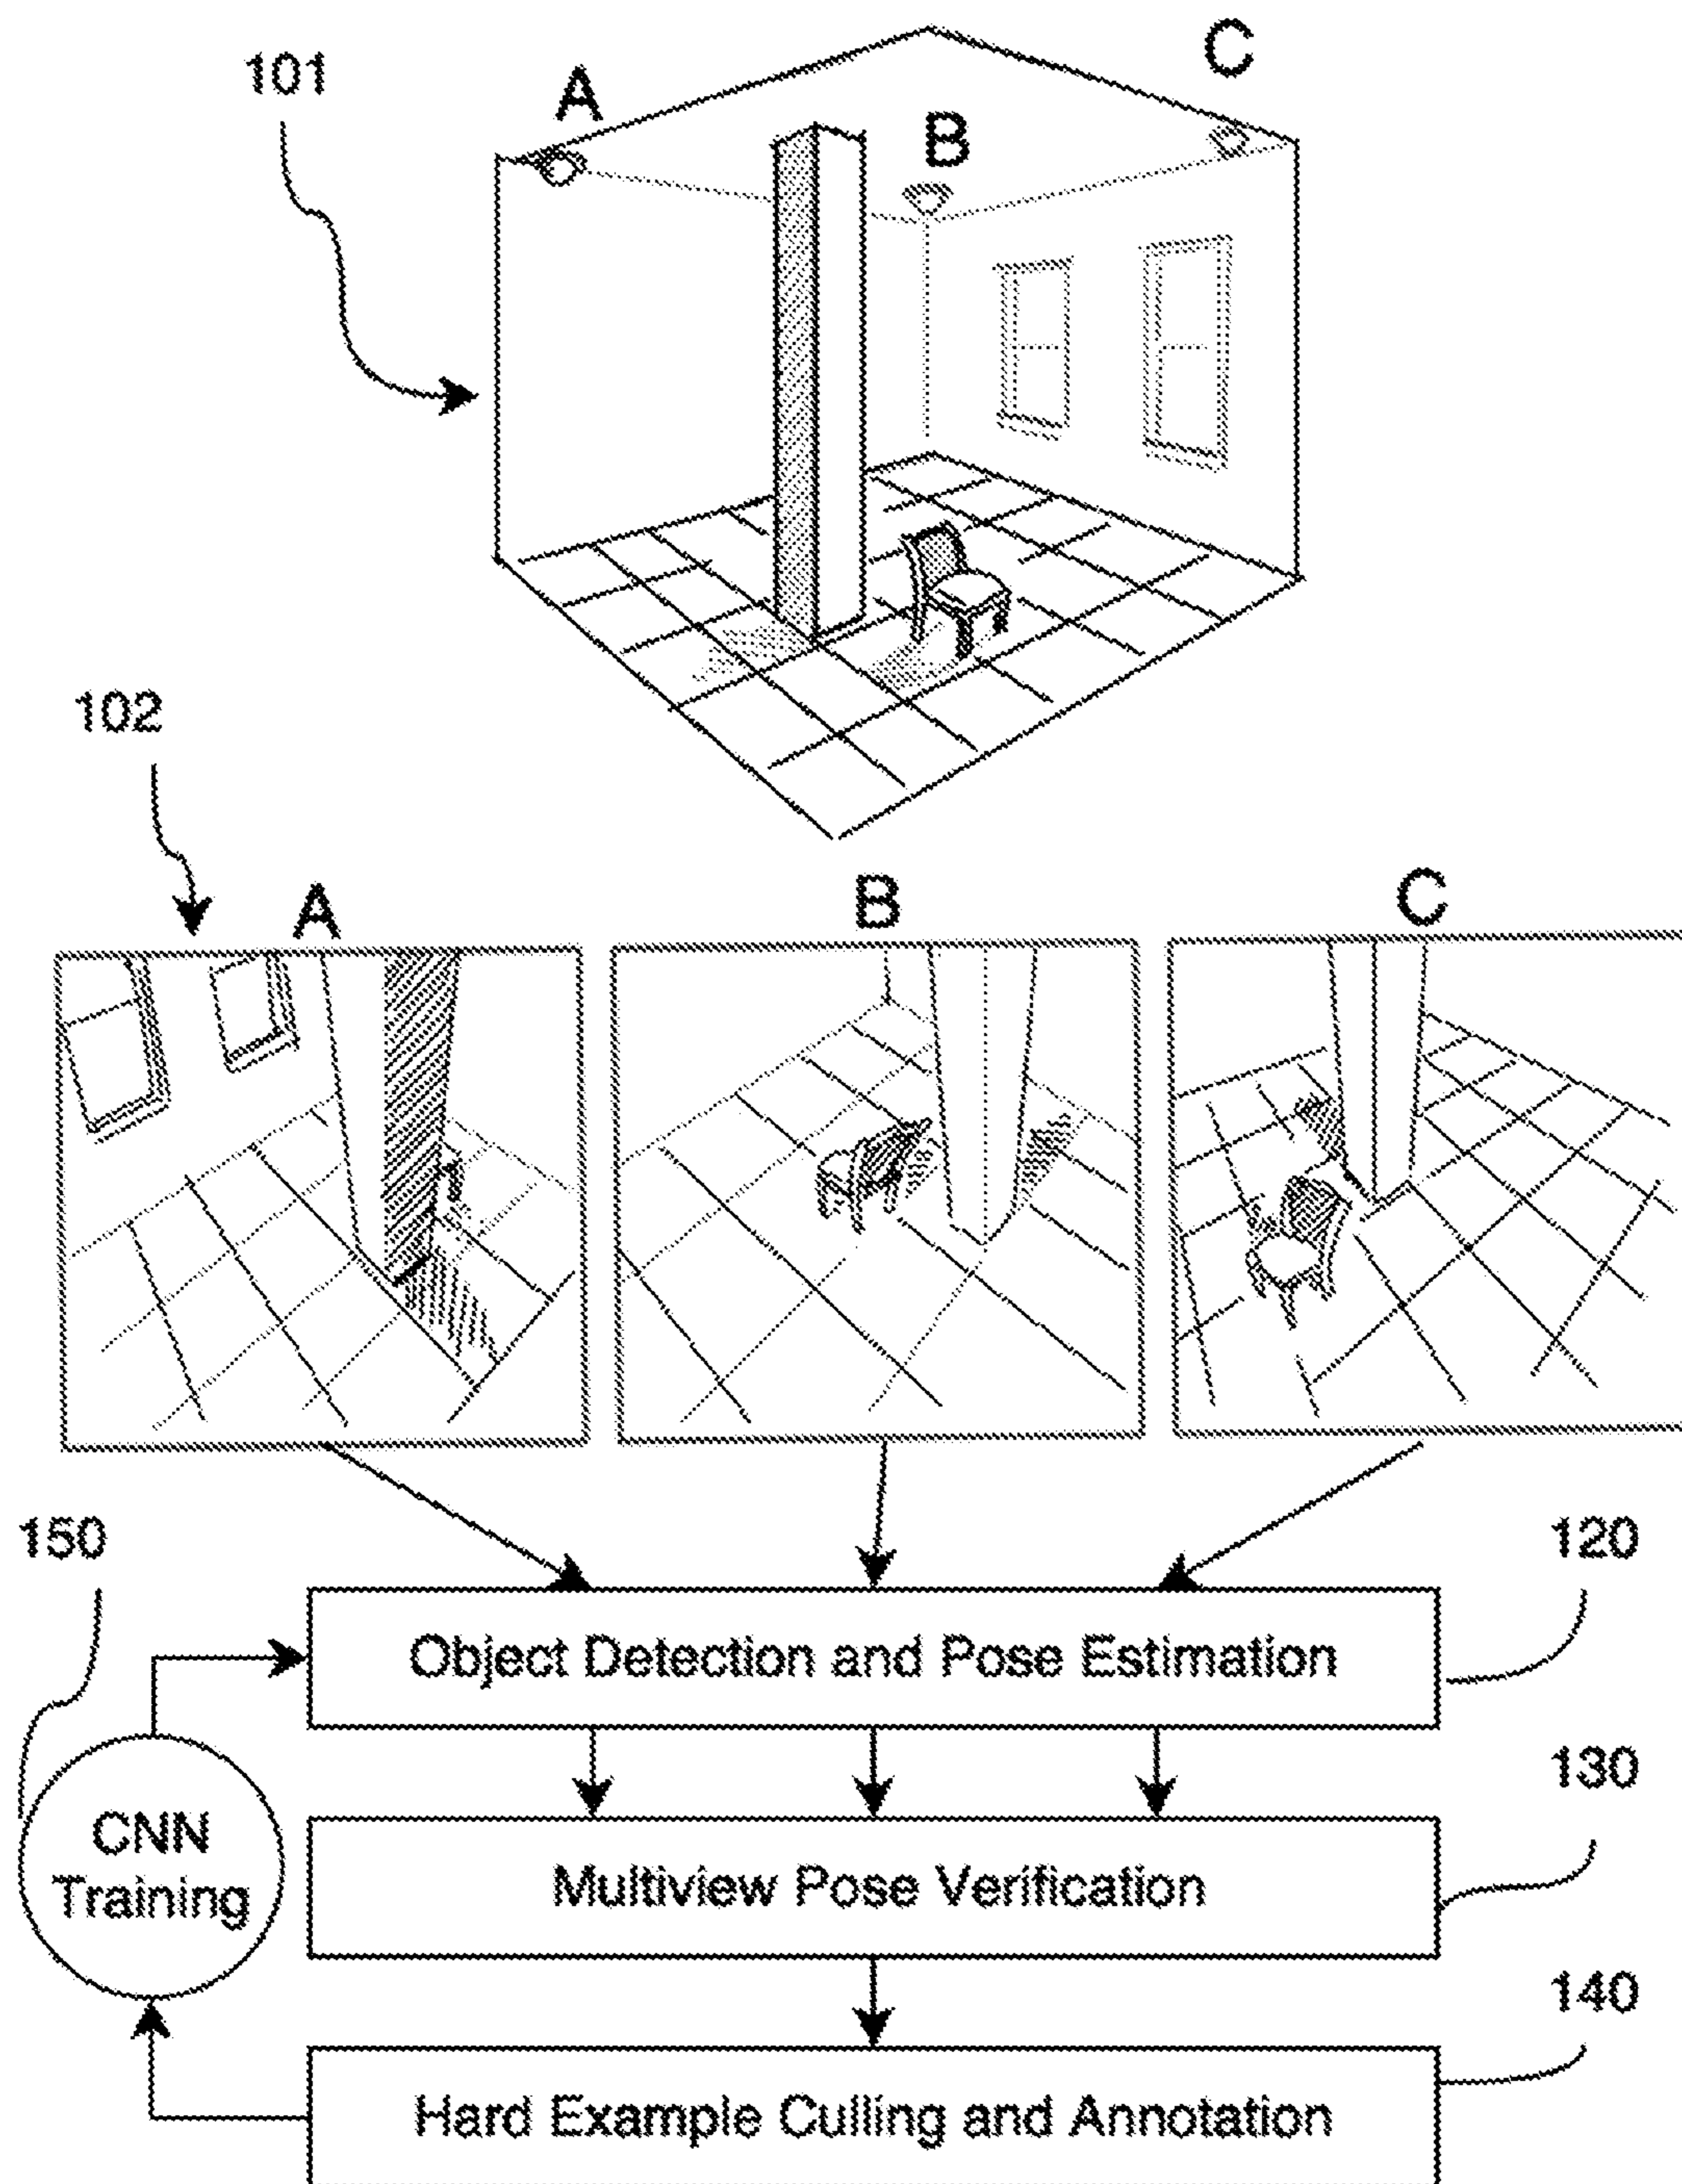 101
A
B
C
102
A
B
C
150
120
Object Detection and Pose Estimation
130
CNN
Training
Multiview Pose Verification
140
Hard Example Culling and Annotation